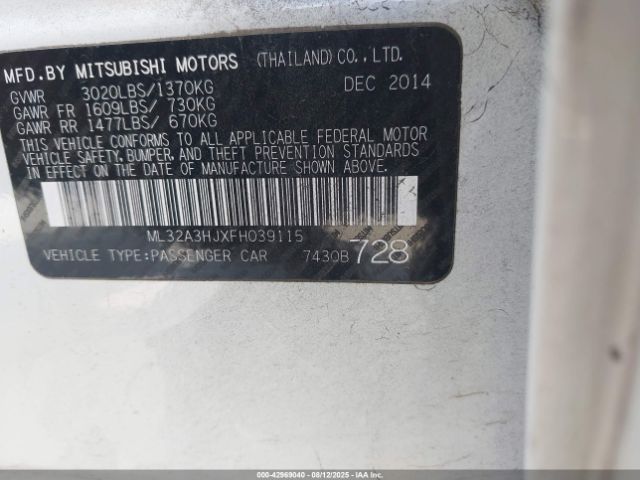 MFD.BY MITSUBISHI MOTORS (THAILAND) CO., LTD.
GVWR 3020LBS/1370KG DEC 2014
GAWR FR 1609LBS/ 730KG
GAWR RR 1477LBS/ 670KG
THIS VEHICLE CONFORMS TO ALL APPLICABLE FEDERAL MOTOR
VEHICLE SAFETY, BUMPER, AND THEFT PREVENTION STANDARDS
IN EFFECT ON THE DATE OF MANUFACTURE SHOWN ABOVE.
ML32A3HJXFH039115
VEHICLE TYPE:PASSENGER CAR 7430B 728
000-42969040 - 08/12/2025 - IAAI.COM